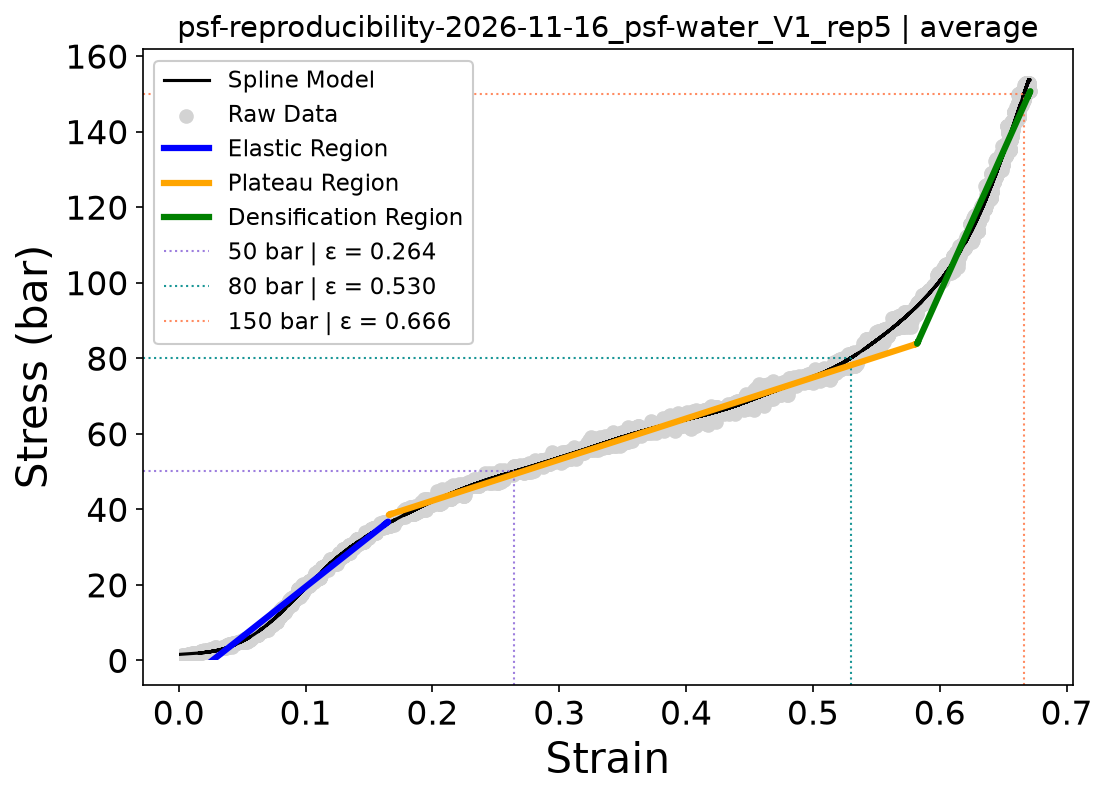 psf-reproducibility-2026-11-16_psf-water_V1_rep5 | average
Spline Model
Raw Data
Elastic Region
Plateau Region
Densification Region
50 bar | ε = 0.264
80 bar | ε = 0.530
150 bar | ε = 0.666
Stress (bar)
160
140
120
100
80
60
40
20
0
0.0 0.1 0.2 0.3 0.4 0.5 0.6 0.7
Strain